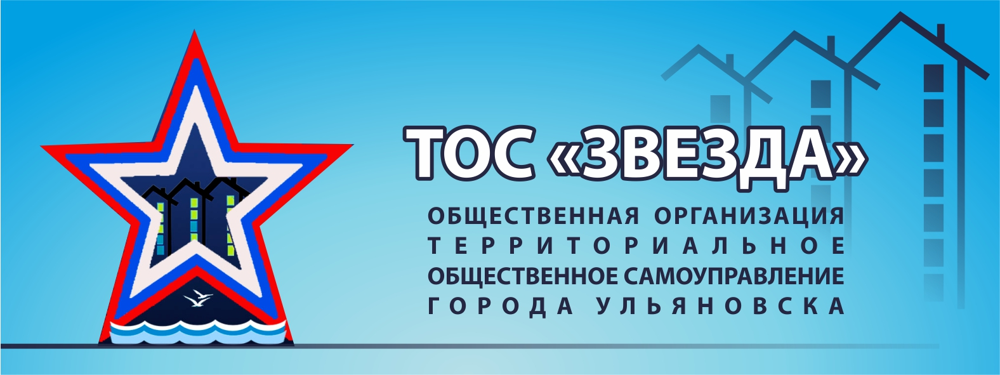 ТОС «ЗВЕЗДА»
ОБЩЕСТВЕННАЯ ОРГАНИЗАЦИЯ
ТЕРРИТОРИАЛЬНОЕ
ОБЩЕСТВЕННОЕ САМОУПРАВЛЕНИЕ
ГОРОДА УЛЬЯНОВСКА